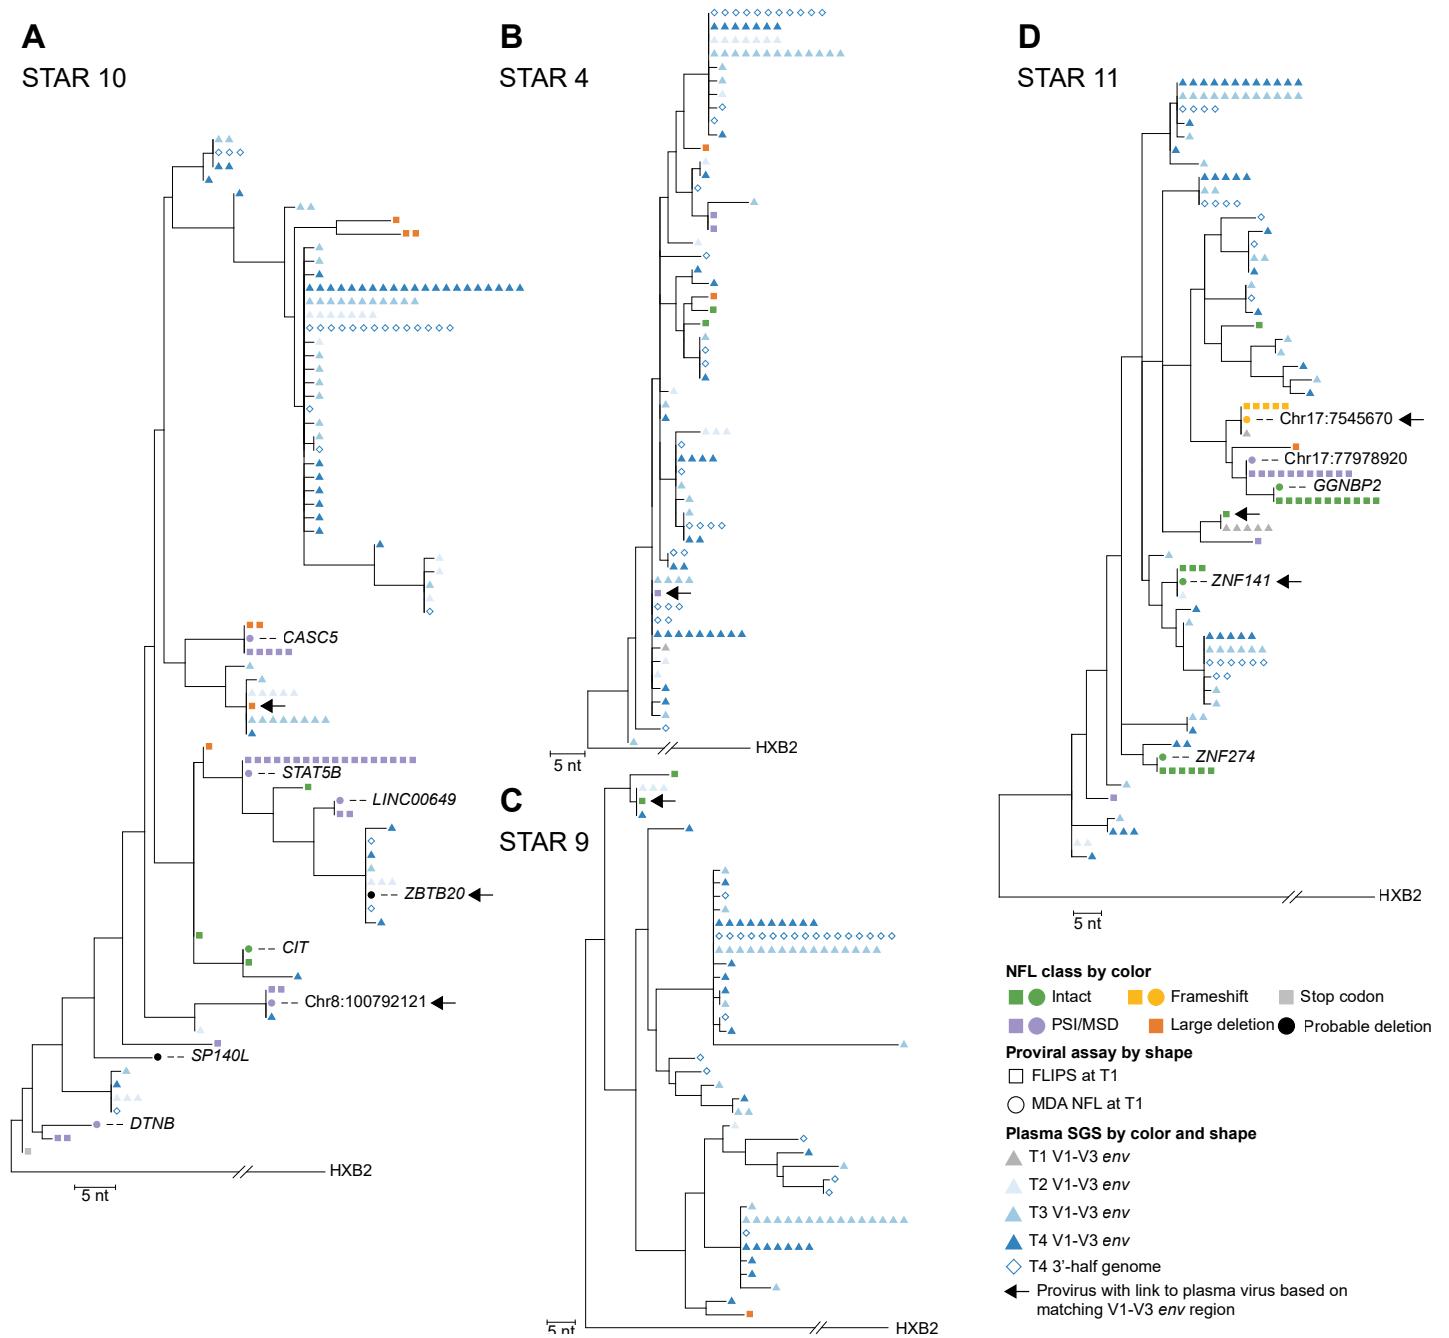 A
STAR 10
CASC5
STAT5B
LINC00649
ZBTB20
CIT
Chr8:100792121
SP140L
DTNB
HXB2
5 nt
B
STAR 4
HXB2
5 nt
C
STAR 9
HXB2
5 nt
D
STAR 11
Chr17:7545670
Chr17:77978920
GGNBP2
ZNF141
ZNF274
HXB2
5 nt
NFL class by color
Intact
Frameshift
Stop codon
PSI/MSD
Large deletion
Probable deletion
Proviral assay by shape
FLIPS at T1
MDA NFL at T1
Plasma SGS by color and shape
T1 V1-V3 env
T2 V1-V3 env
T3 V1-V3 env
T4 V1-V3 env
T4 3'-half genome
Provirus with link to plasma virus based on
matching V1-V3 env region